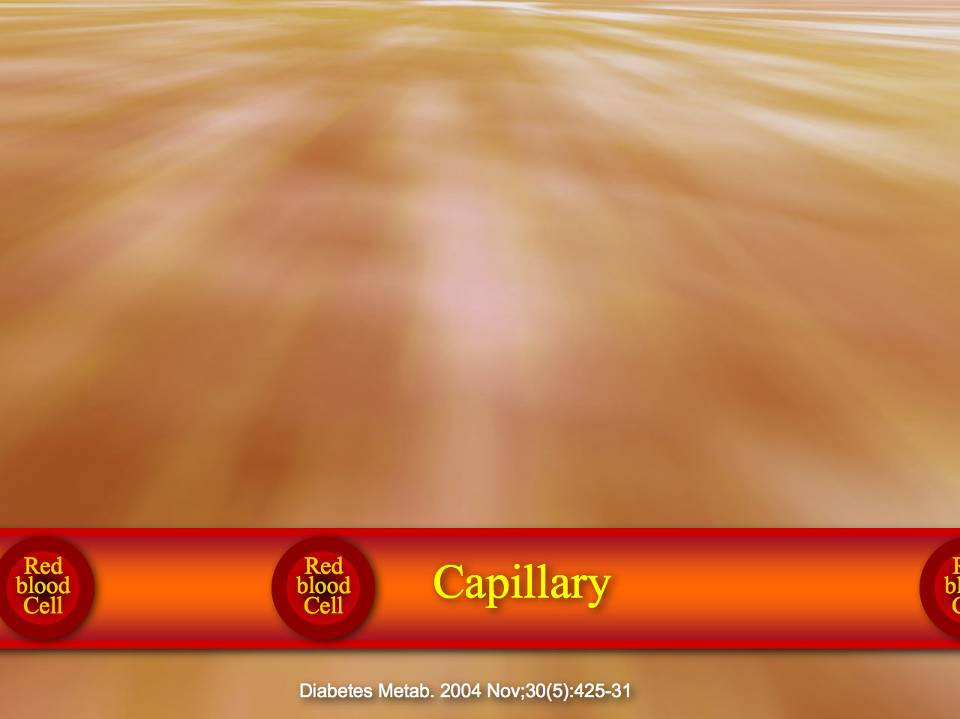 Red
blood
Cell
Red
blood
Cell
Capillary
Diabetes Metab. 2004 Nov;30(5):425-31